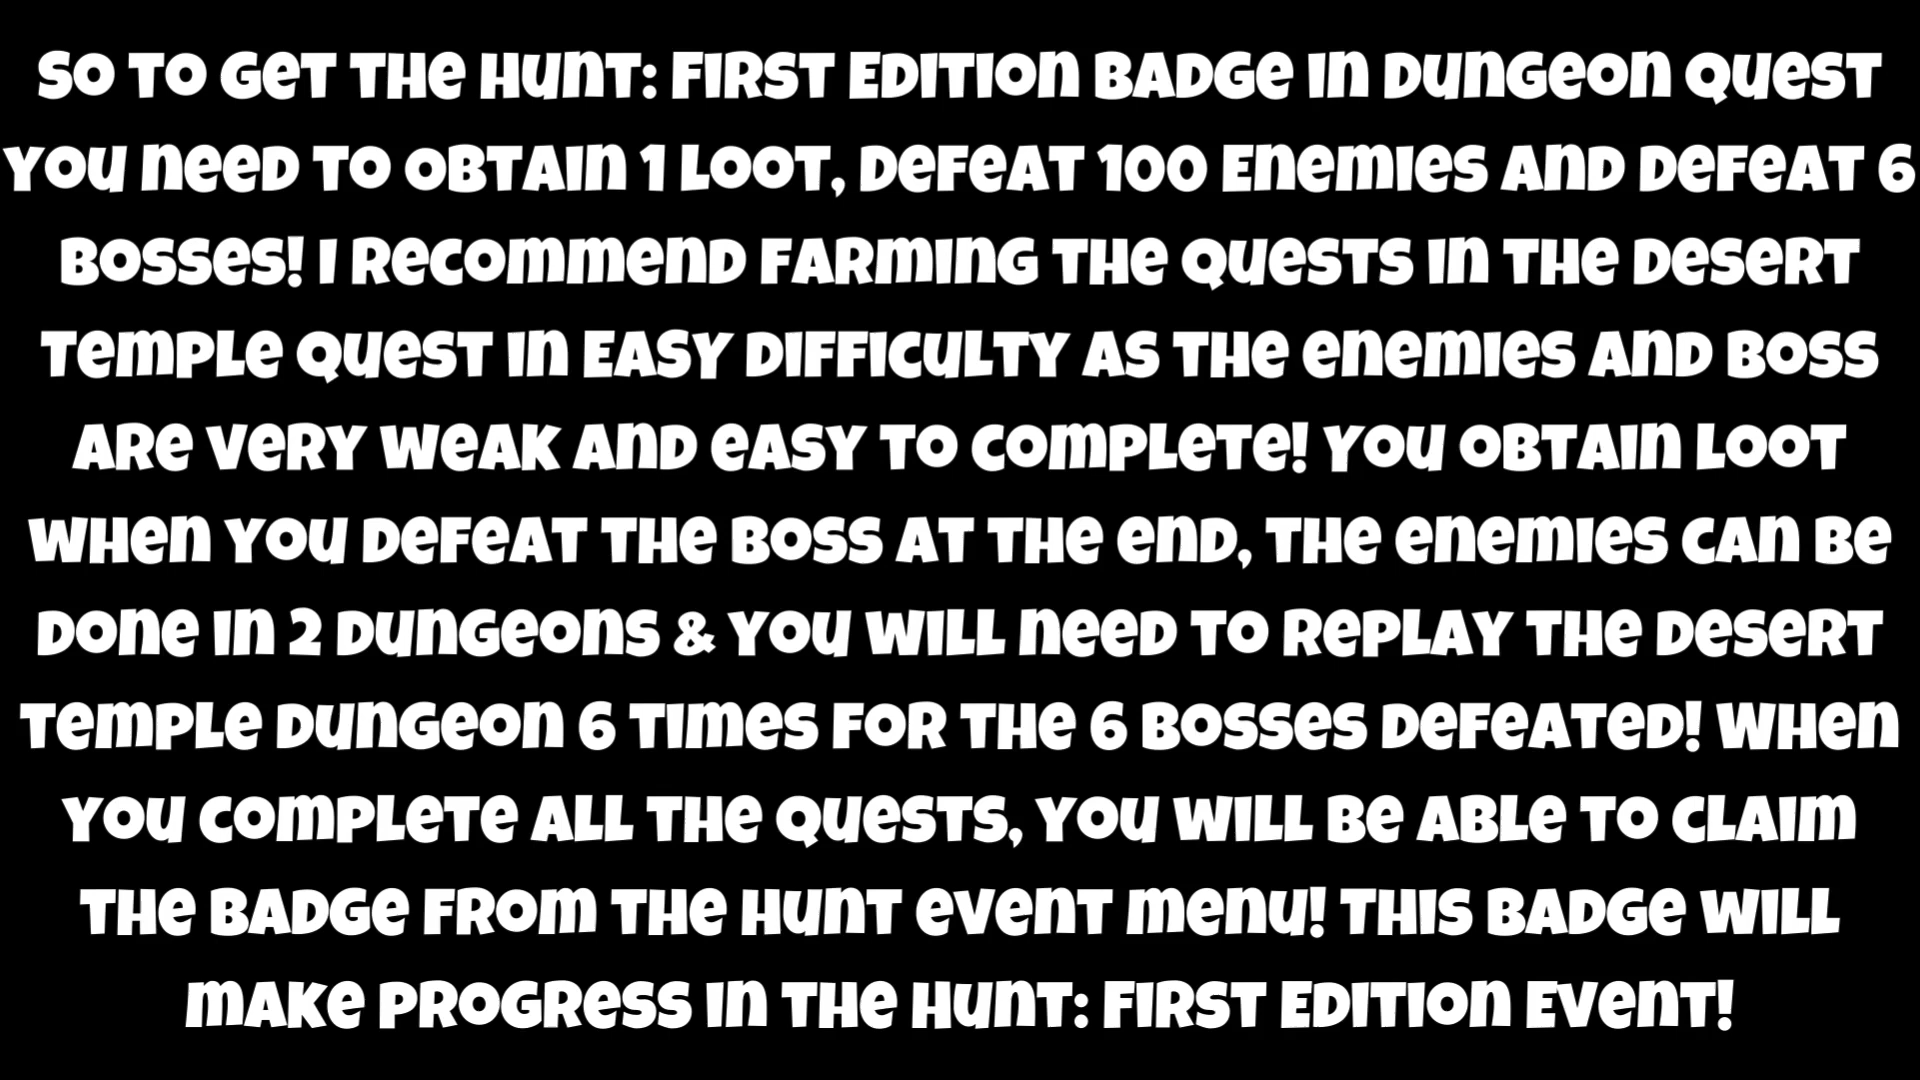 So to get The Hunt: First Edition Badge in Dungeon Quest
you need to obtain 1 loot, defeat 100 Enemies and defeat 6
bosses! I recommend farming the quests in the Desert
Temple Quest in Easy difficulty as the enemies and boss
are very weak and easy to complete! You obtain loot
when you defeat the boss at the end, the enemies can be
done in 2 dungeons & you will need to replay the Desert
Temple Dungeon 6 times for the 6 bosses defeated! When
you complete all the quests, you will be able to claim
the badge from The Hunt event menu! This badge will
make progress in The Hunt: First Edition Event!